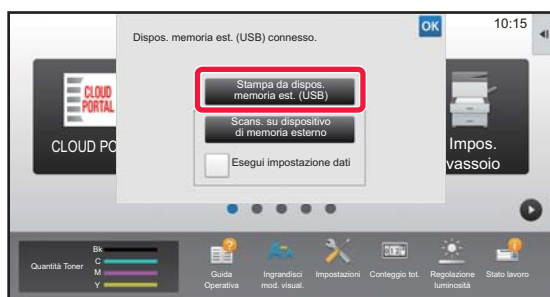 10:15
Dispos. memoria est. (USB) connesso.
OK
Stampa da dispos.
memoria est. (USB)
Scans. su dispositivo
di memoria esterno
Esegui impostazione dati
CLOUD
PORTAL
CLOUD PO
Impos.
vassoio
Quantità Toner
Bk
C
M
Y
Guida
Operativa
Ingrandisci
mod. visual.
Impostazioni
Conteggio tot.
Regolazione
luminosità
Stato lavoro